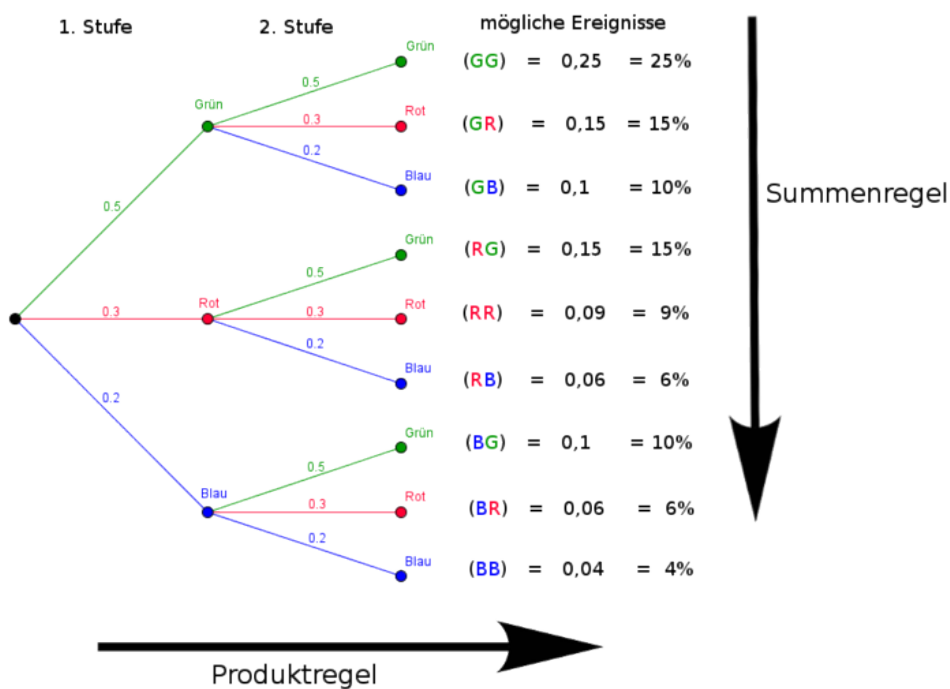 1. Stufe 2. Stufe mögliche Ereignisse
Grün
(GG) = 0,25 = 25%
0.5
Grün
Rot
0.3
(GR) = 0,15 = 15%
0.2
Blau
(GB) = 0,1 = 10%
0.5
Summenregel
Grün
(RG) = 0,15 = 15%
0.5
0.3
Rot
0.3
Rot
(RR) = 0,09 = 9%
0.2
Blau
(RB) = 0,06 = 6%
0.2
Grün
(BG) = 0,1 = 10%
0.5
Blau
0.3
Rot
(BR) = 0,06 = 6%
0.2
Blau
(BB) = 0,04 = 4%
Produktregel